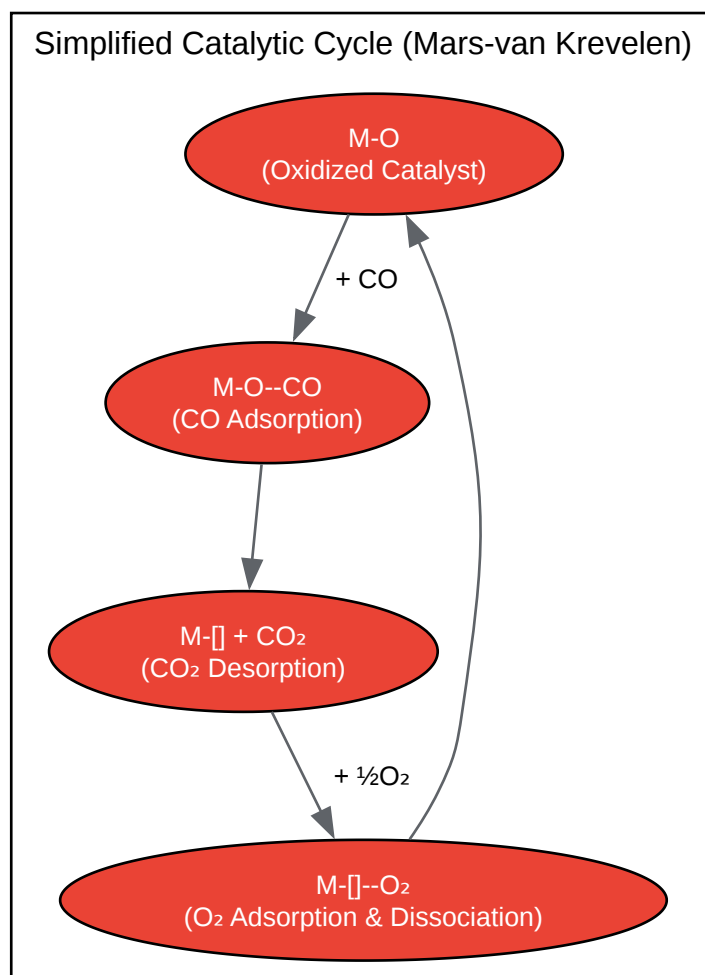 Simplified Catalytic Cycle (Mars-van Krevelen)
M-O
(Oxidized Catalyst)
+ CO
M-O--CO
(CO Adsorption)
M-[] + CO₂
(CO₂ Desorption)
+ ½O₂
M-[]--O₂
(O₂ Adsorption & Dissociation)